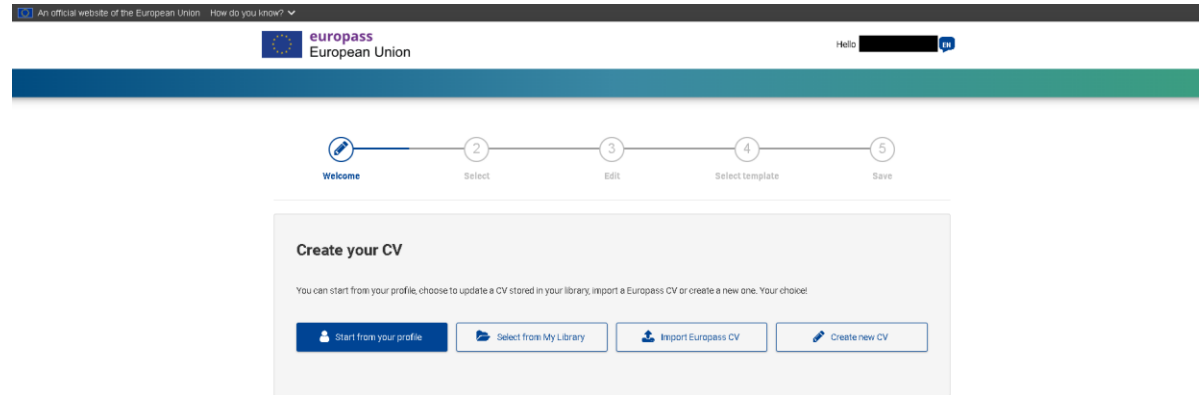 An official website of the European Union How do you know?
europass
European Union
Hello
EN
2
3
4
5
Welcome
Select
Edit
Select template
Save
Create your CV
You can start from your profile, choose to update a CV stored in your library, import a Europass CV or create a new one. Your choice!
Start from your profile
Select from My Library
Import Europass CV
Create new CV